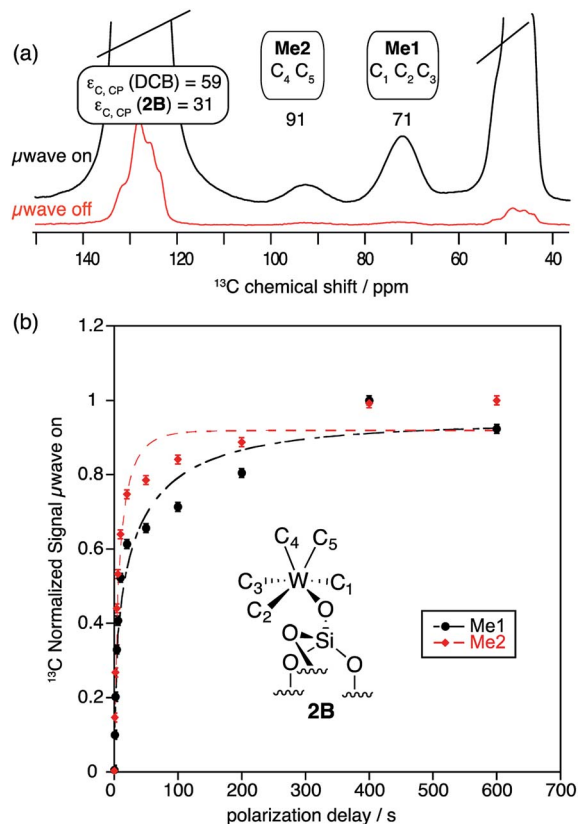 (a)
Me2
C₄ C₅
Me1
C₁ C₂ C₃
εC, CP (DCB) = 59
εC, CP (2B) = 31
91
71
μwave on
μwave off
140 120 100 80 60 40
¹³C chemical shift / ppm
(b)
1.2
1
0.8
0.6
0.4
0.2
0
¹³C Normalized Signal μwave on
C₄
C₅
C₃
W
C₁
C₂
O
O
Si
O
O
2B
Me1
Me2
0 100 200 300 400 500 600 700
polarization delay / s